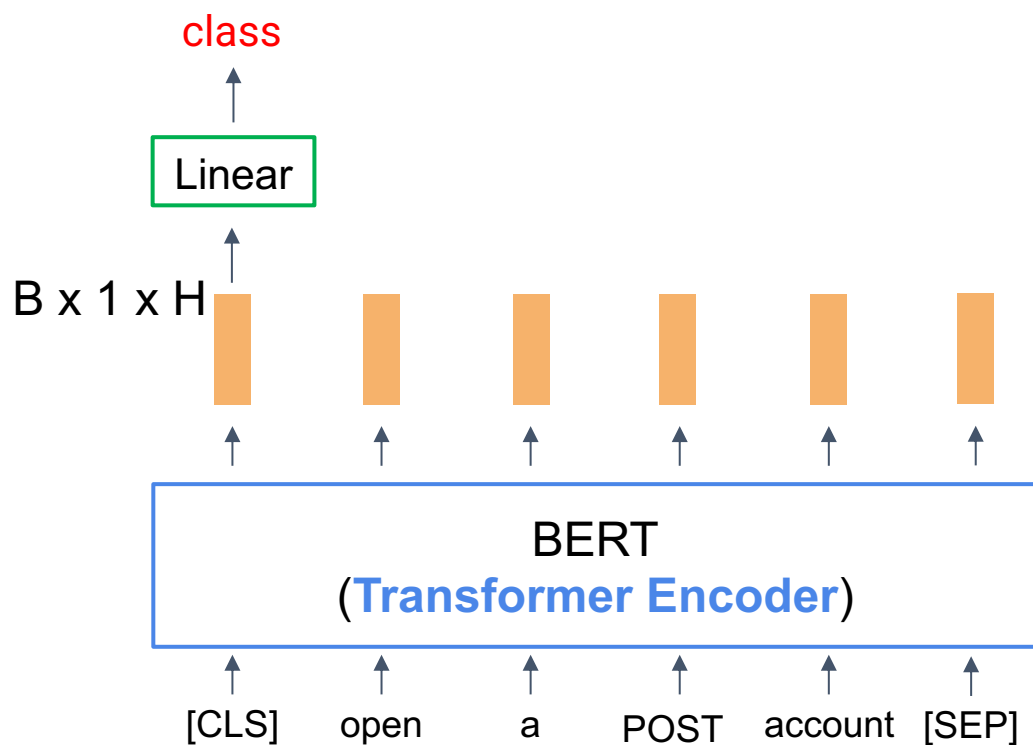 class
Linear
B x 1 x H
BERT
(Transformer Encoder)
[CLS] open a POST account [SEP]